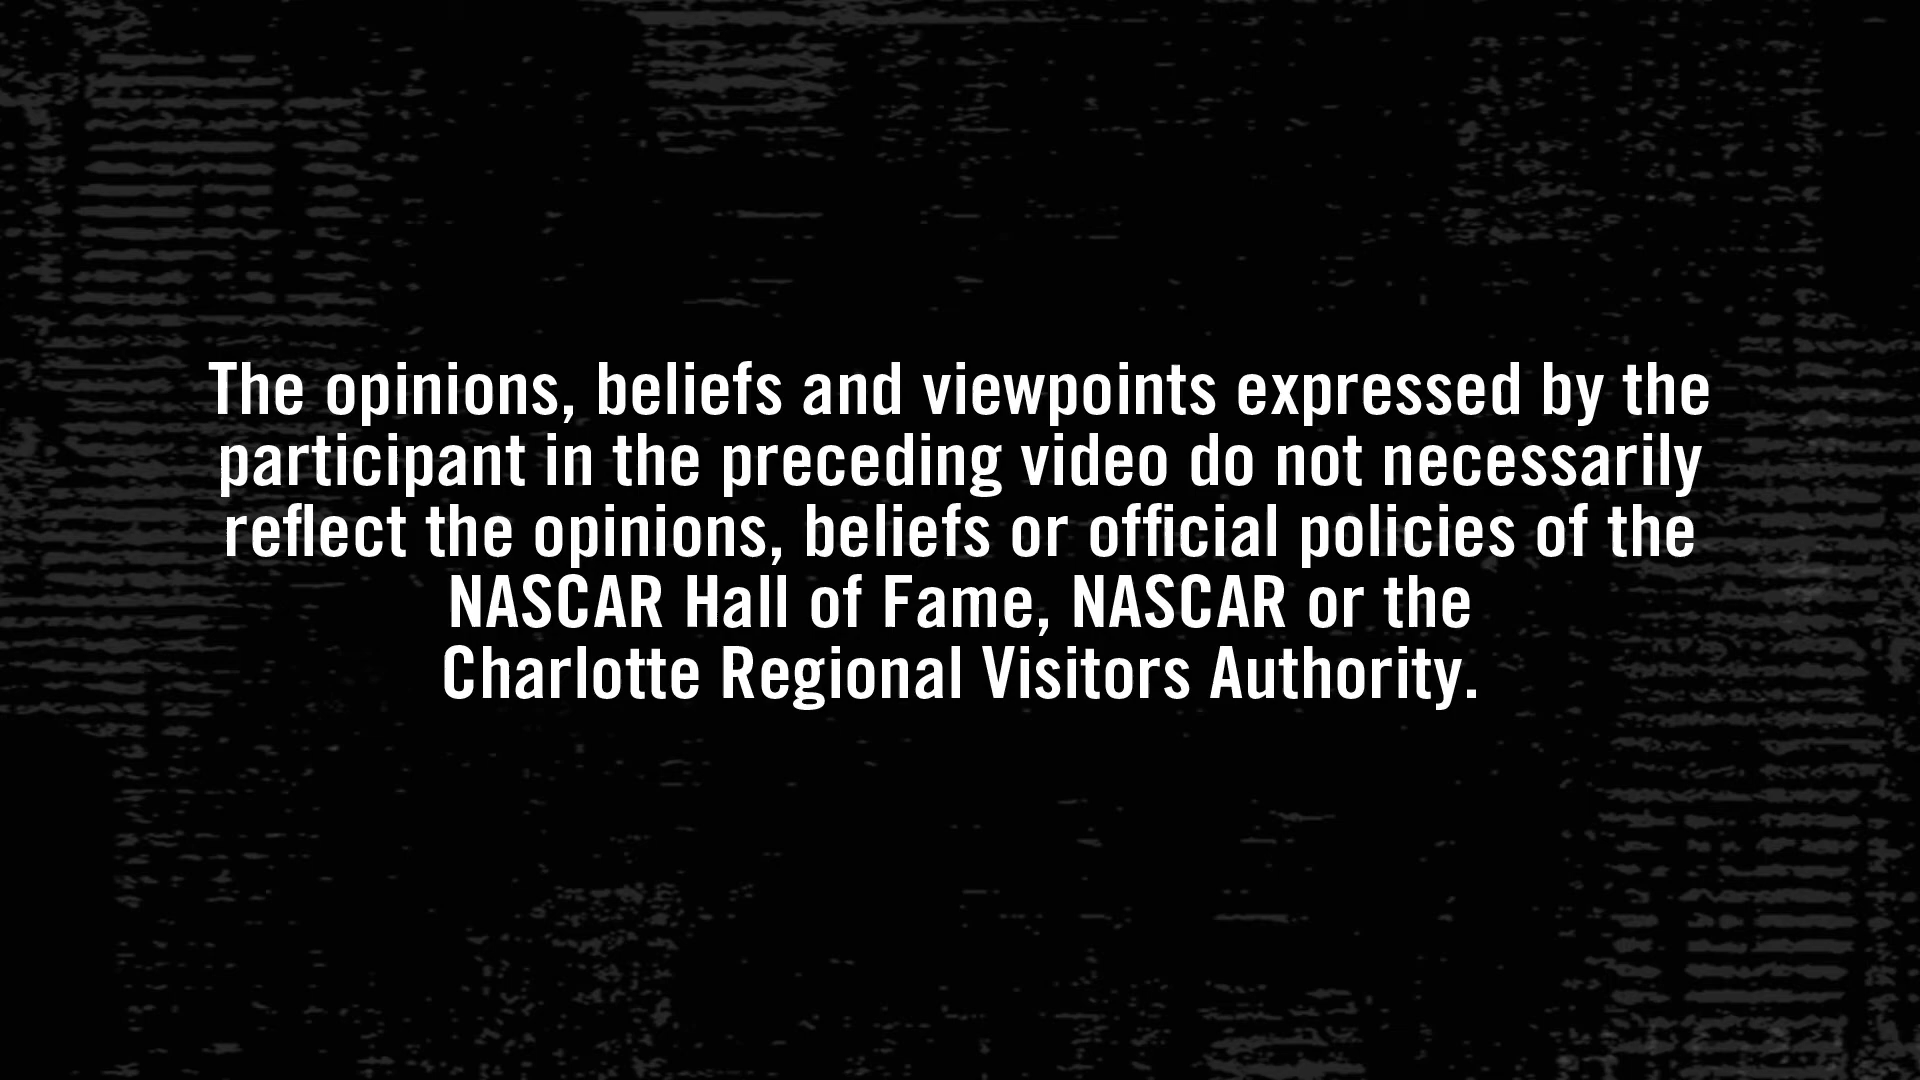 The opinions, beliefs and viewpoints expressed by the
participant in the preceding video do not necessarily
reflect the opinions, beliefs or official policies of the
NASCAR Hall of Fame, NASCAR or the
Charlotte Regional Visitors Authority.